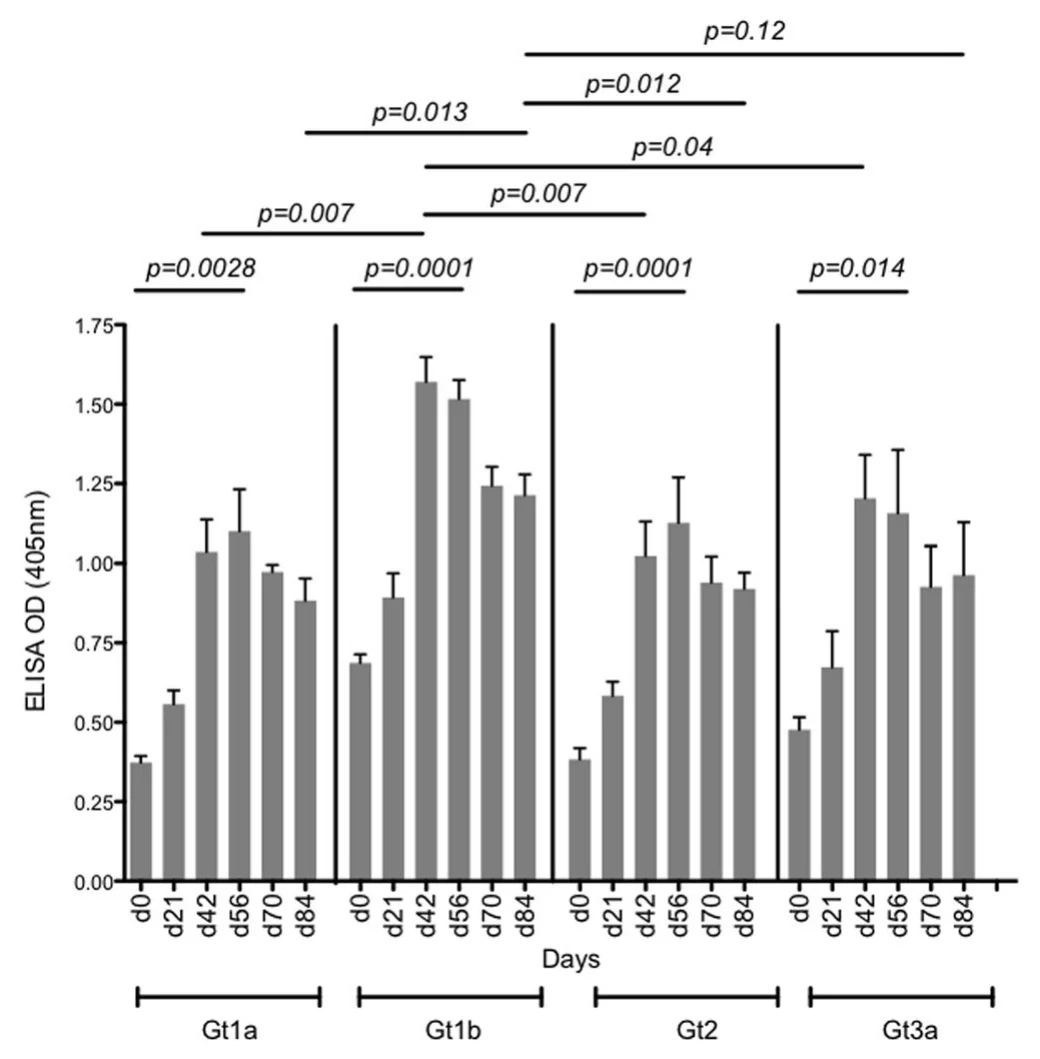 p=0.12
p=0.012
p=0.013
p=0.04
p=0.007
p=0.007
p=0.0028 p=0.0001 p=0.0001 p=0.014
1.75
1.50
1.25
1.00
0.75
0.50
0.25
0.00
ELISA OD (405nm)
d0 d21 d42 d56 d70 d84 d0 d21 d42 d56 d70 d84 d0 d21 d42 d56 d70 d84 d0 d21 d42 d56 d70 d84
Days
Gt1a Gt1b Gt2 Gt3a